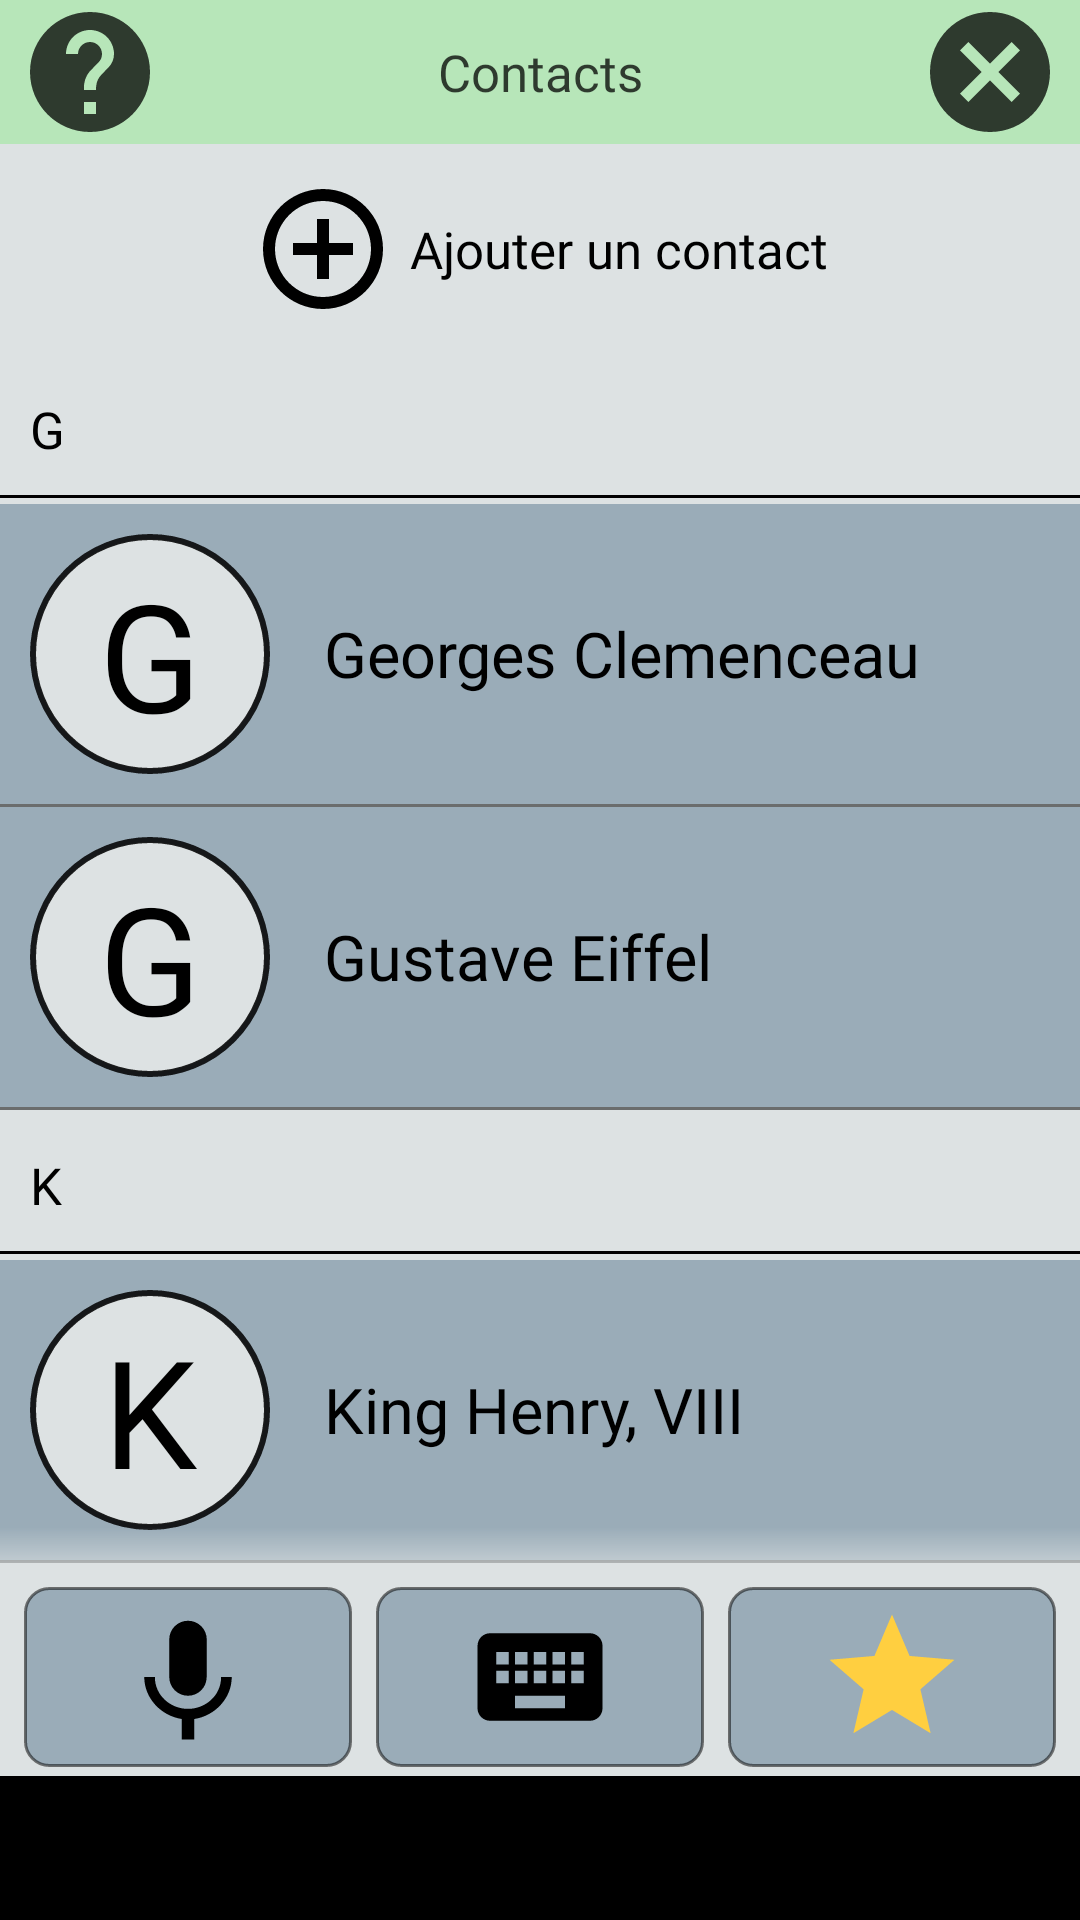 Contacts
Ajouter un contact
G
G
Georges Clemenceau
G
Gustave Eiffel
K
K
King Henry, VIII